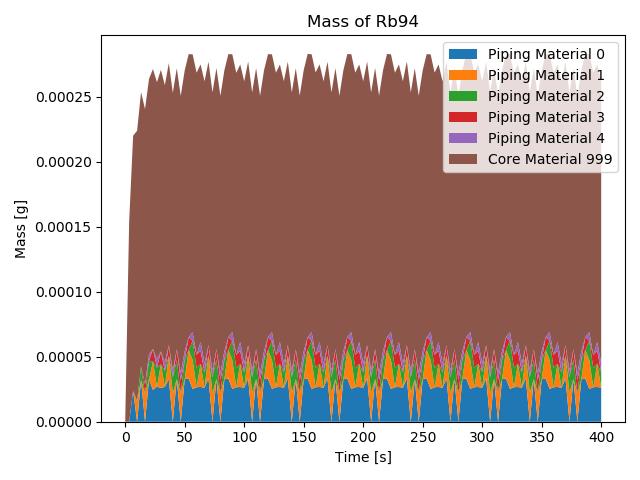 Mass of Rb94
Piping Material 0
Piping Material 1
Piping Material 2
Piping Material 3
Piping Material 4
Core Material 999
0.00025
0.00020
0.00015
0.00010
0.00005
0.00000
Mass [g]
0 50 100 150 200 250 300 350 400
Time [s]